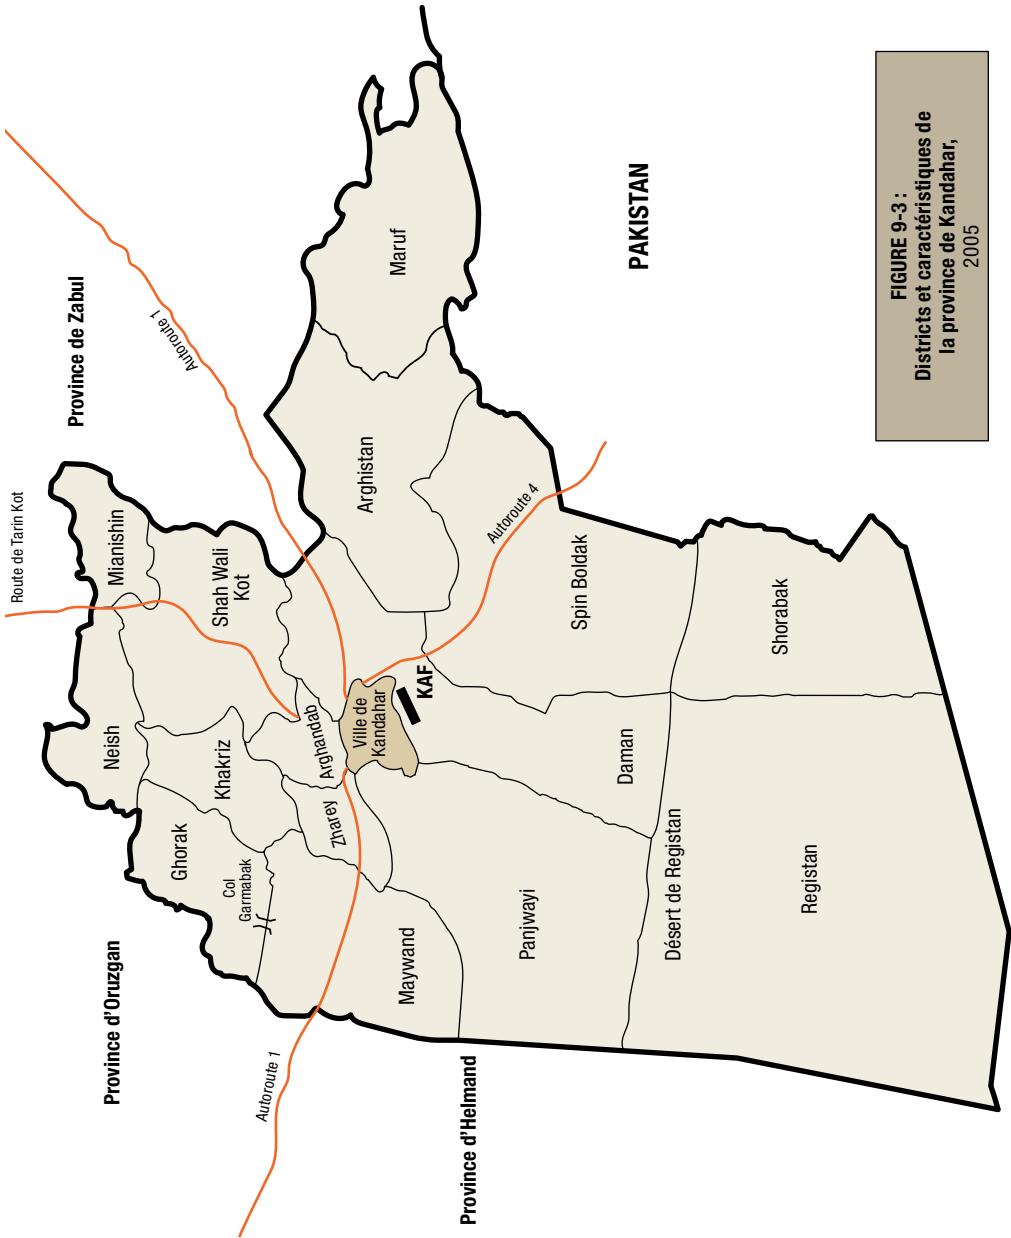 Province d'Oruzgan
Route de Tarin Kot
Province de Zabul
Neish
Mianishin
Ghorak
Khakriz
Shah Wali
Kot
Col
Garmabak
Autoroute 1
Autoroute 1
Arghandab
Zharey
Ville de
Kandahar
KAF
Arghistan
Maruf
Maywand
Province d'Helmand
Panjwayi
Daman
Autoroute 4
Spin Boldak
PAKISTAN
Désert de Registan
Registan
Shorabak
FIGURE 9-3 :
Districts et caractéristiques de
la province de Kandahar,
2005